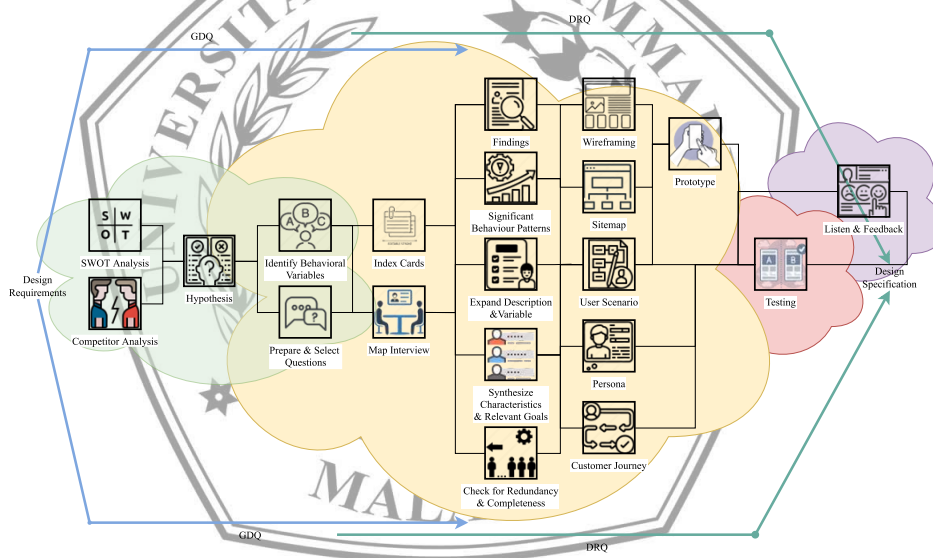 DRQ
GDQ
Findings
Wireframing
Prototype
S W
O T
SWOT Analysis
A B C
Identify Behavioral
Variables
Index Cards
Significant
Behaviour Patterns
Sitemap
Listen & Feedback
Design
Requirements
Hypothesis
Competitor Analysis
Prepare & Select
Questions
Map Interview
Expand Description
&Variable
User Scenario
A B
Testing
Design
Specification
Synthesize
Characteristics
& Relevant Goals
Persona
Customer Journey
Check for Redundancy
& Completeness
GDQ
DRQ
UNIVERSITA
MAL